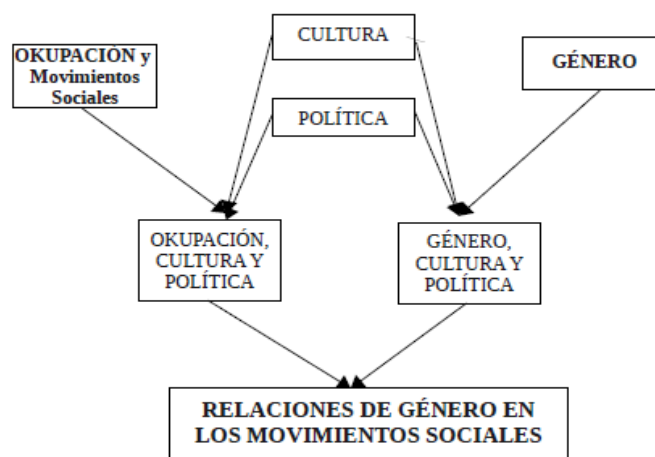 CULTURA
OKUPACIÓN y
Movimientos
Sociales
GÉNERO
POLÍTICA
OKUPACIÓN,
CULTURA Y
POLÍTICA
GÉNERO,
CULTURA Y
POLÍTICA
RELACIONES DE GÉNERO EN
LOS MOVIMIENTOS SOCIALES